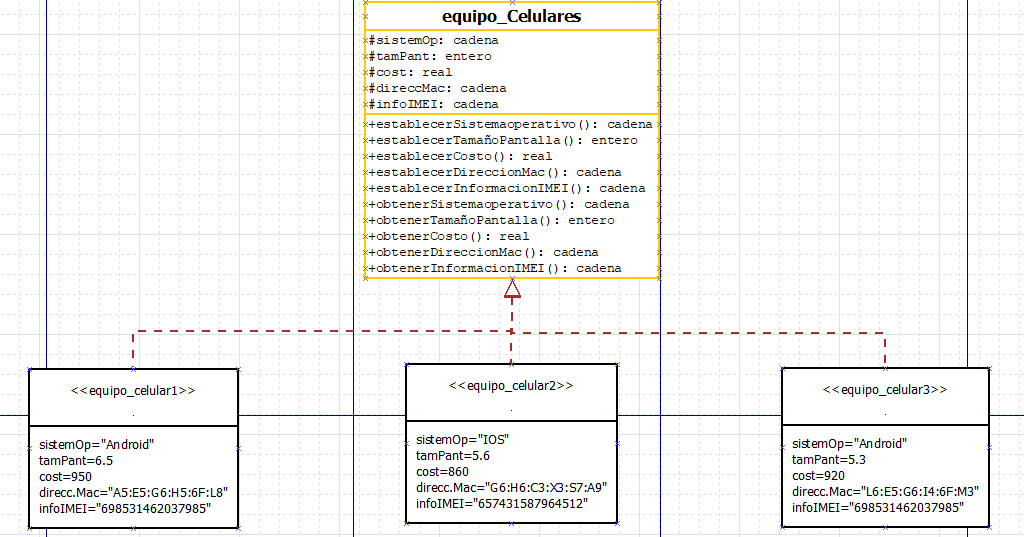 equipo_Celulares
#sistemOp: cadena
#tamPant: entero
#cost: real
#direccMac: cadena
#infoIMEI: cadena
+establecerSistemaoperativo(): cadena
+establecerTamañoPantalla(): entero
+establecerCosto(): real
+establecerDireccionMac(): cadena
+establecerInformacionIMEI(): cadena
+obtenerSistemaoperativo(): cadena
+obtenerTamañoPantalla(): entero
+obtenerCosto(): real
+obtenerDireccionMac(): cadena
+obtenerInformacionIMEI(): cadena
<<equipo_celular1>>
.
sistemOp="Android"
tamPant=6.5
cost=950
direcc.Mac="A5:E5:G6:H5:6F:L8"
infoIMEI="698531462037985"
<<equipo_celular2>>
.
sistemOp="IOS"
tamPant=5.6
cost=860
direcc.Mac="G6:H6:C3:X3:S7:A9"
infoIMEI="657431587964512"
<<equipo_celular3>>
.
sistemOp="Android"
tamPant=5.3
cost=920
direcc.Mac="L6:E5:G6:I4:6F:M3"
infoIMEI="698531462037985"